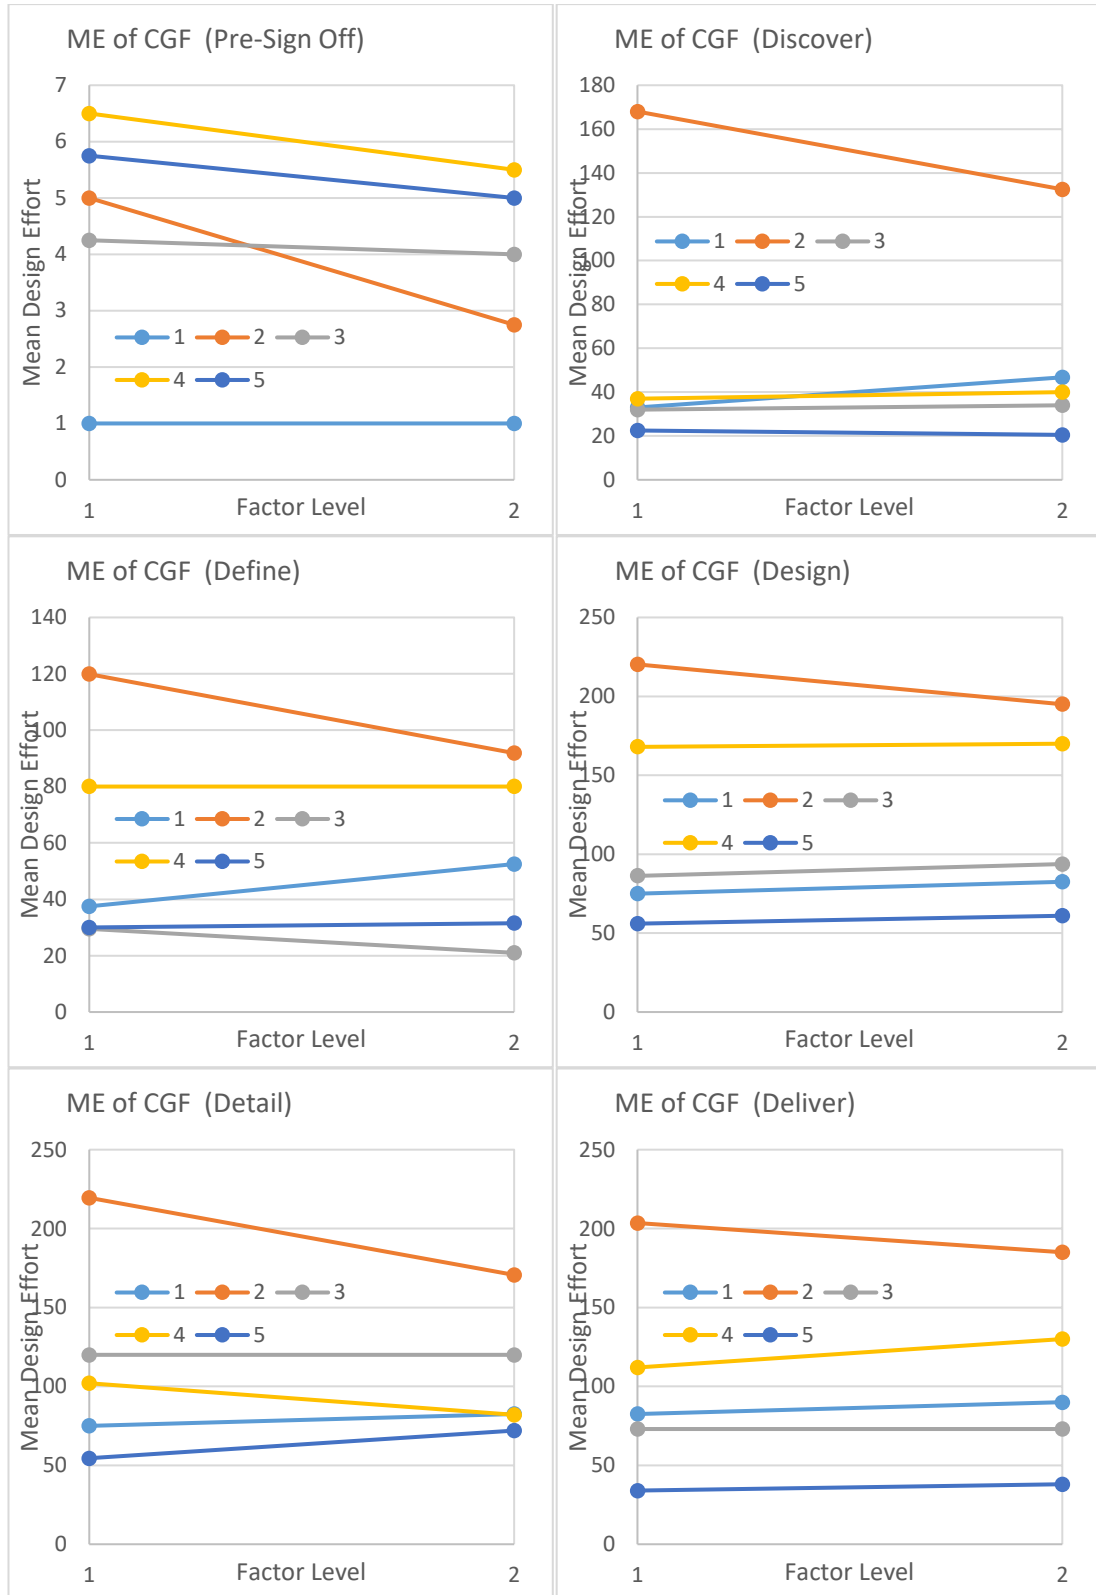 ME of CGF (Pre-Sign Off)
7
6
5
4
3
2
1
0
Mean Design Effort
1 2 3
4 5
1 Factor Level 2
ME of CGF (Discover)
180
160
140
120
100
80
60
40
20
0
Mean Design Effort
1 2 3
4 5
1 Factor Level 2
ME of CGF (Define)
140
120
100
80
60
40
20
0
Mean Design Effort
1 2 3
4 5
1 Factor Level 2
ME of CGF (Design)
250
200
150
100
50
0
Mean Design Effort
1 2 3
4 5
1 Factor Level 2
ME of CGF (Detail)
250
200
150
100
50
0
Mean Design Effort
1 2 3
4 5
1 Factor Level 2
ME of CGF (Deliver)
250
200
150
100
50
0
Mean Design Effort
1 2 3
4 5
1 Factor Level 2